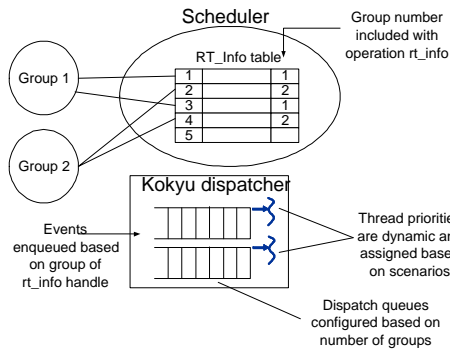 Scheduler
Group number
included with
operation rt_info
RT_Info table
Group 1
1 1
2 2
3 1
4 2
5
Group 2
Kokyu dispatcher
Events
enqueued based
on group of
rt_info handle
Thread prioritie
are dynamic an
assigned base
on scenarios
Dispatch queues
configured based on
number of groups